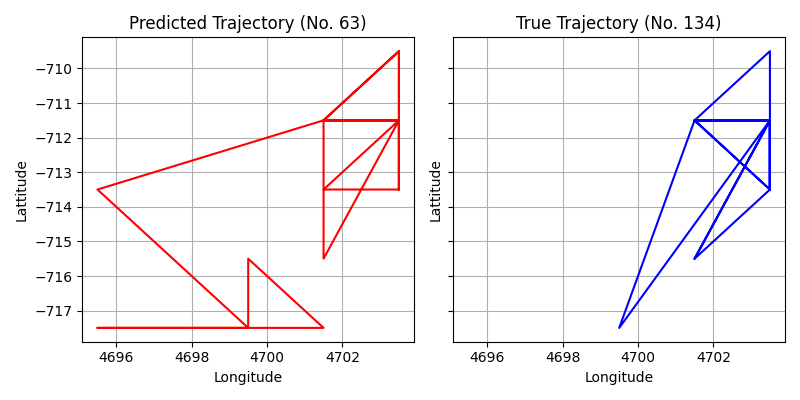 Predicted Trajectory (No. 63)
True Trajectory (No. 134)
−710
−711
−712
−713
−714
−715
−716
−717
Lattitude
Lattitude
4696 4698 4700 4702
4696 4698 4700 4702
Longitude
Longitude